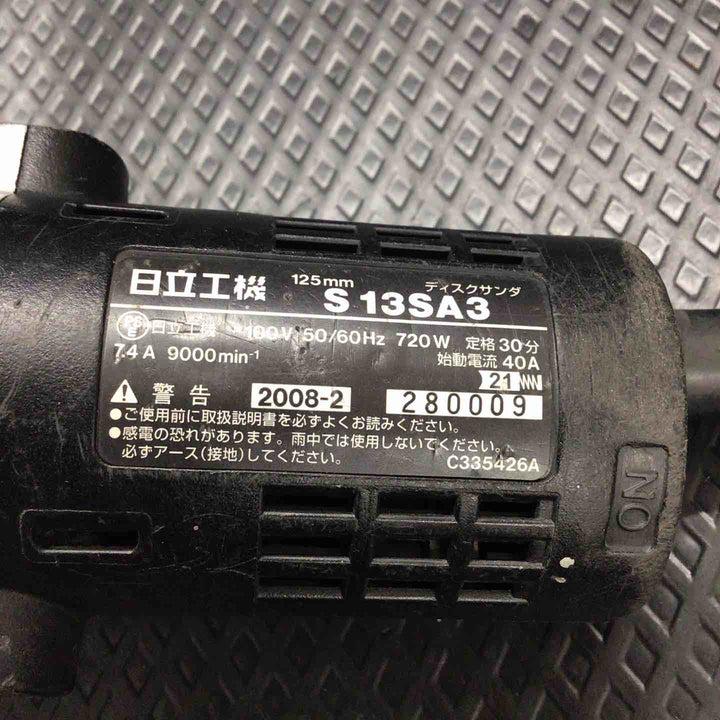 日立工機 125mm S13SA3 ディスクサンダ
日立工機 100V 50/60Hz 720W 定格30分
7.4A 9000min⁻¹ 始動電流40A
21
警告 2008-2 280009
●ご使用前に取扱説明書を必ずよくお読みください。
●感電の恐れがあります。雨中では使用しないでください。
必ずアース(接地)してください。 C335426A
ON